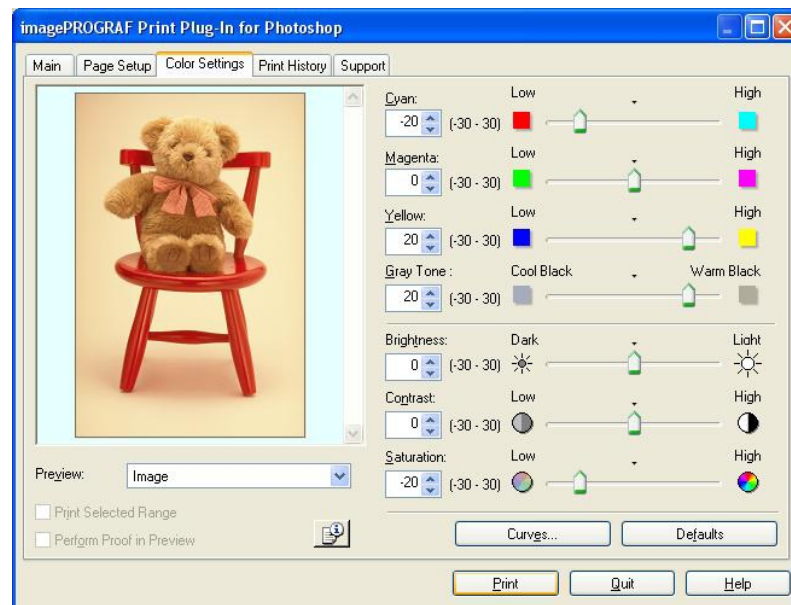 imagePROGRAF Print Plug-In for Photoshop
Main Page Setup Color Settings Print History Support
Cyan: Low High
-20 (-30 - 30)
Magenta: Low High
0 (-30 - 30)
Yellow: Low High
20 (-30 - 30)
Gray Tone : Cool Black Warm Black
20 (-30 - 30)
Brightness: Dark Light
0 (-30 - 30)
Contrast: Low High
0 (-30 - 30)
Saturation: Low High
-20 (-30 - 30)
Preview: Image
Print Selected Range
Perform Proof in Preview
Curves... Defaults
Print Quit Help